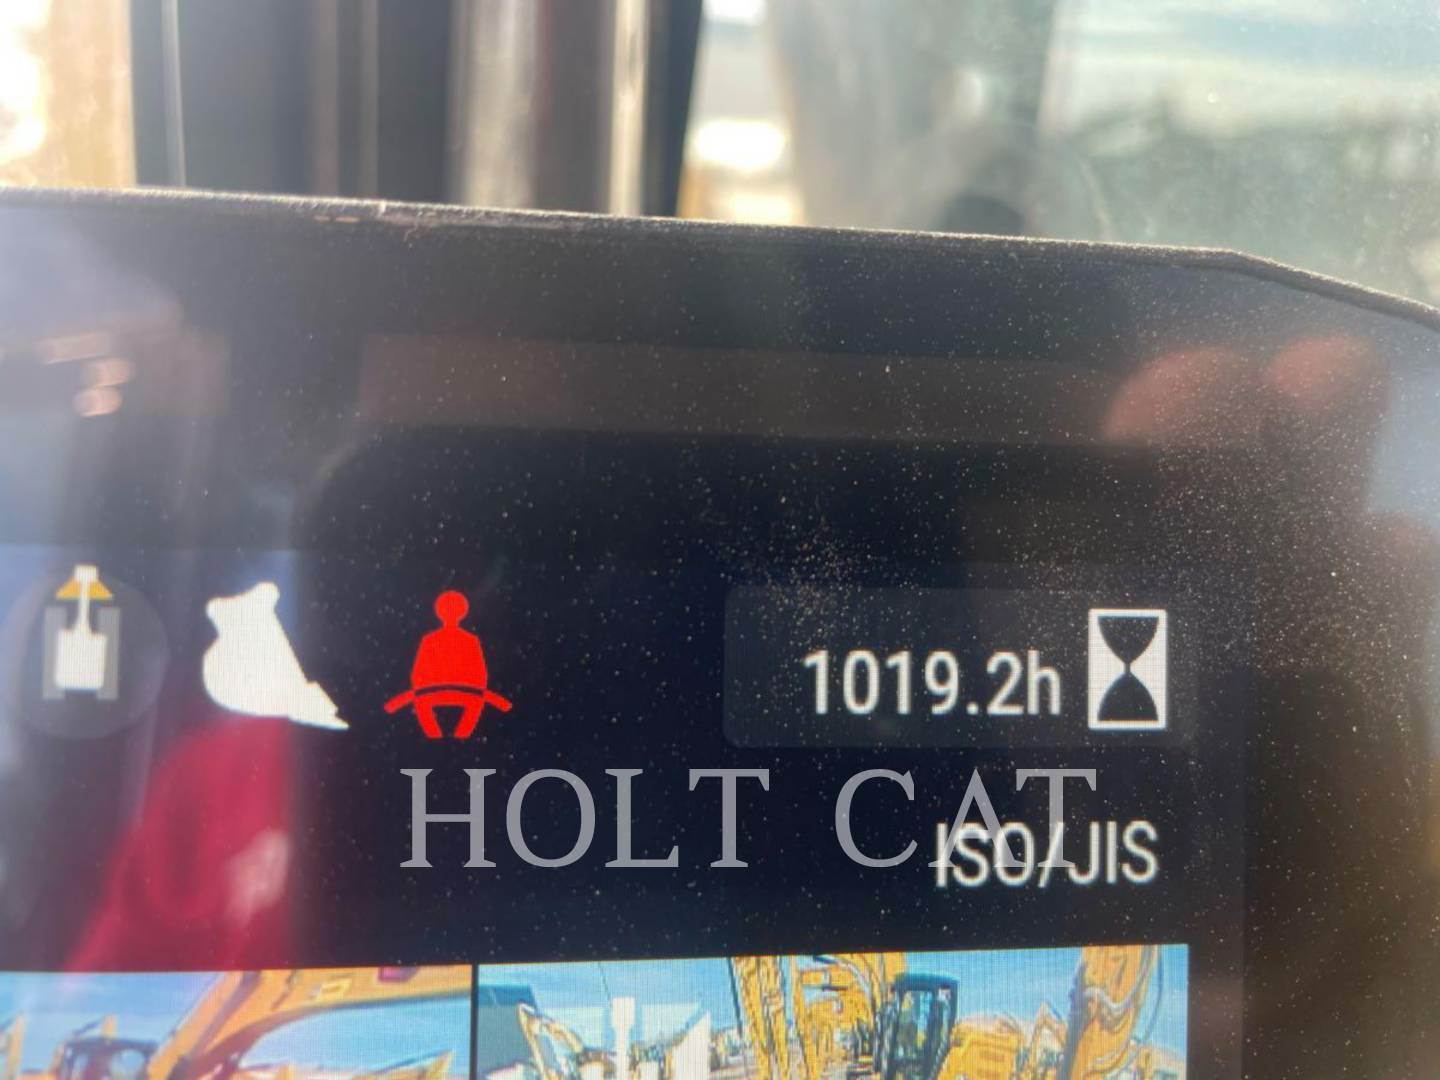 1019.2h
HOLT CAT
ISO/JIS